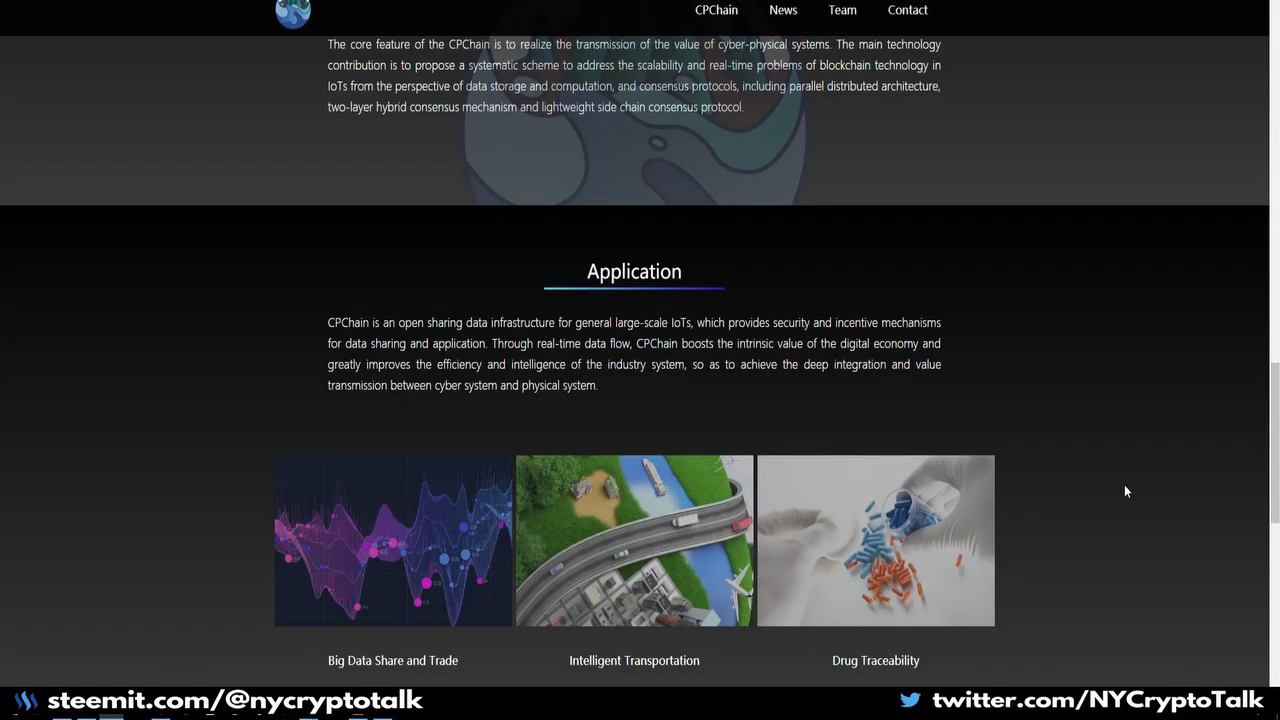 CPChain News Team Contact
The core feature of the CPChain is to realize the transmission of the value of cyber-physical systems. The main technology
contribution is to propose a systematic scheme to address the scalability and real-time problems of blockchain technology in
IoTs from the perspective of data storage and computation, and consensus protocols, including parallel distributed architecture,
two-layer hybrid consensus mechanism and lightweight side chain consensus protocol.
Application
CPChain is an open sharing data infrastructure for general large-scale IoTs, which provides security and incentive mechanisms
for data sharing and application. Through real-time data flow, CPChain boosts the intrinsic value of the digital economy and
greatly improves the efficiency and intelligence of the industry system, so as to achieve the deep integration and value
transmission between cyber system and physical system.
Big Data Share and Trade Intelligent Transportation Drug Traceability
steemit.com/@nycryptotalk twitter.com/NYCryptoTalk